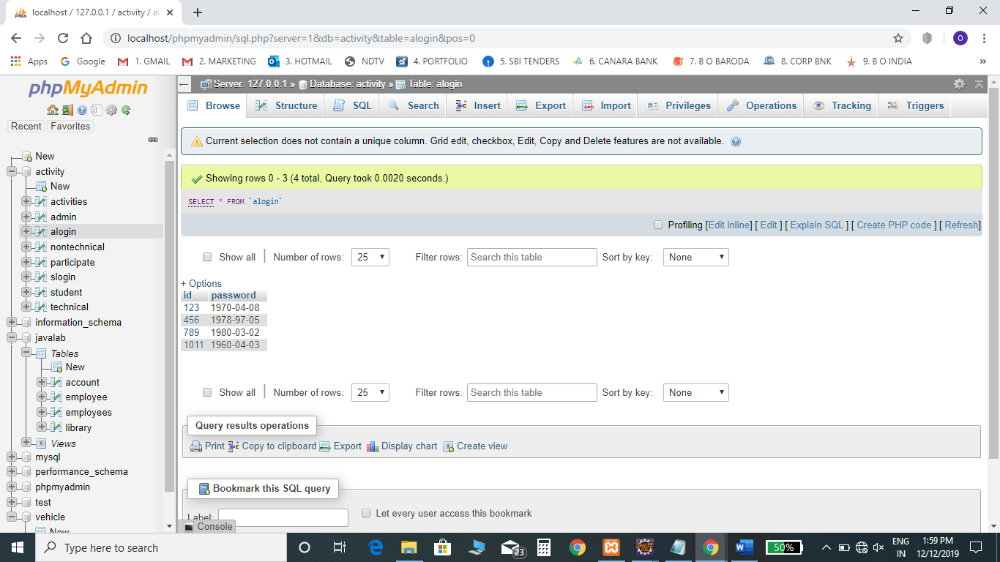 localhost / 127.0.0.1 / activity / al
localhost/phpmyadmin/sql.php?server=1&db=activity&table=alogin&pos=0
O
Apps Google 1. GMAIL 2. MARKETING 3. HOTMAIL NDTV 4. PORTFOLIO 5. SBI TENDERS 6. CANARA BANK 7. B O BARODA 8. CORP BNK 9. B O INDIA »
phpMyAdmin
Recent Favorites
New
activity
New
activities
admin
alogin
nontechnical
participate
slogin
student
technical
information_schema
javalab
Tables
New
account
employee
employees
library
Views
mysql
performance_schema
phpmyadmin
test
vehicle
New
Server: 127.0.0.1 » Database: activity » Table: alogin
Browse Structure SQL Search Insert Export Import Privileges Operations Tracking Triggers
Current selection does not contain a unique column. Grid edit, checkbox, Edit, Copy and Delete features are not available.
Showing rows 0 - 3 (4 total, Query took 0.0020 seconds.)
SELECT * FROM `alogin`
Profiling [Edit inline] [ Edit ] [ Explain SQL ] [ Create PHP code ] [ Refresh]
Show all | Number of rows: 25 Filter rows: Search this table Sort by key: None
+ Options
id password
123 1970-04-08
456 1978-97-05
789 1980-03-02
1011 1960-04-03
Show all | Number of rows: 25 Filter rows: Search this table Sort by key: None
Query results operations
Print Copy to clipboard Export Display chart Create view
Bookmark this SQL query
Label: Let every user access this bookmark
Console
Type here to search
23
50%
ENG
IN
1:59 PM
12/12/2019